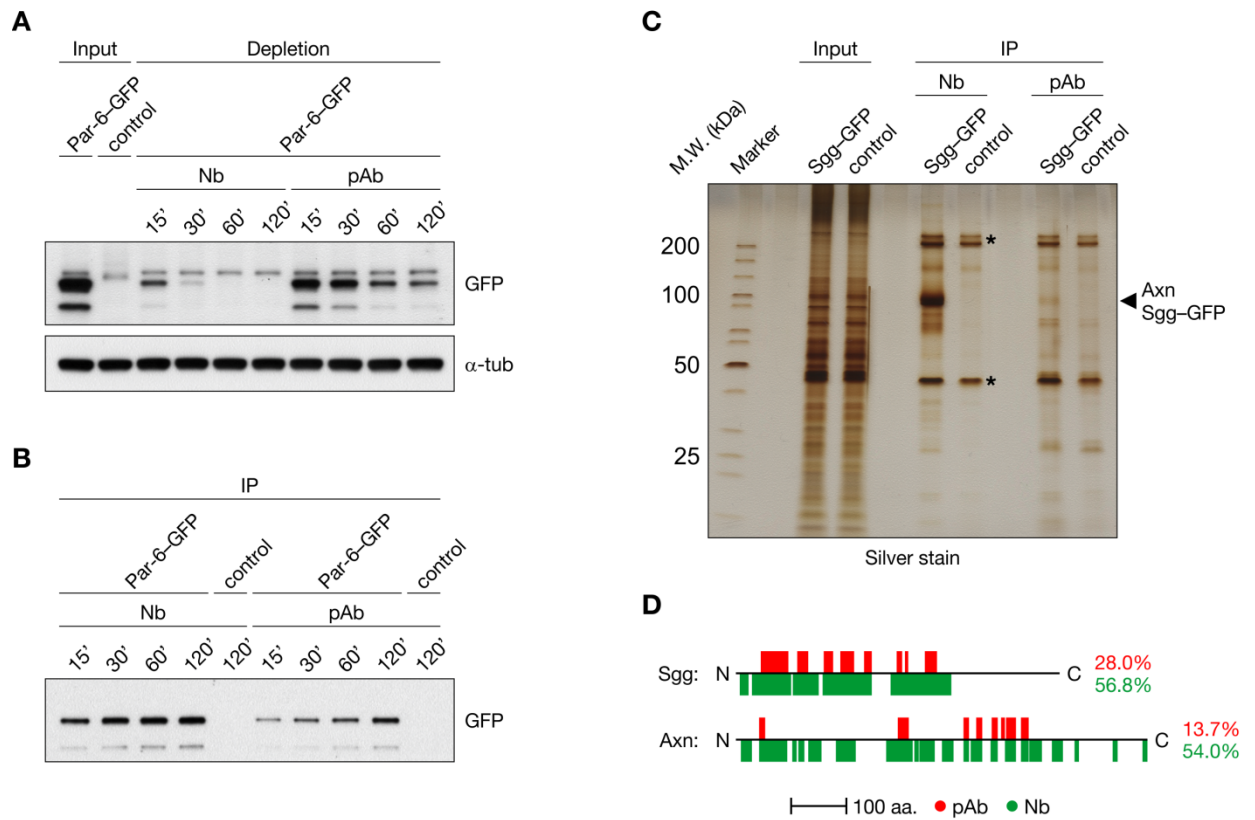 A
Input Depletion
Par-6–GFP control Par-6–GFP
Nb pAb
15’ 30’ 60’ 120’ 15’ 30’ 60’ 120’
GFP
α-tub
B
IP
Par-6–GFP control Par-6–GFP control
Nb pAb
15’ 30’ 60’ 120’ 120’ 15’ 30’ 60’ 120’ 120’
GFP
C
Input IP
Nb pAb
M.W. (kDa) Marker Sgg–GFP control Sgg–GFP control Sgg–GFP control
200 *
100 Axn
Sgg–GFP
50
*
25
Silver stain
D
Sgg: N C 28.0%
56.8%
Axn: N C 13.7%
54.0%
100 aa. pAb Nb